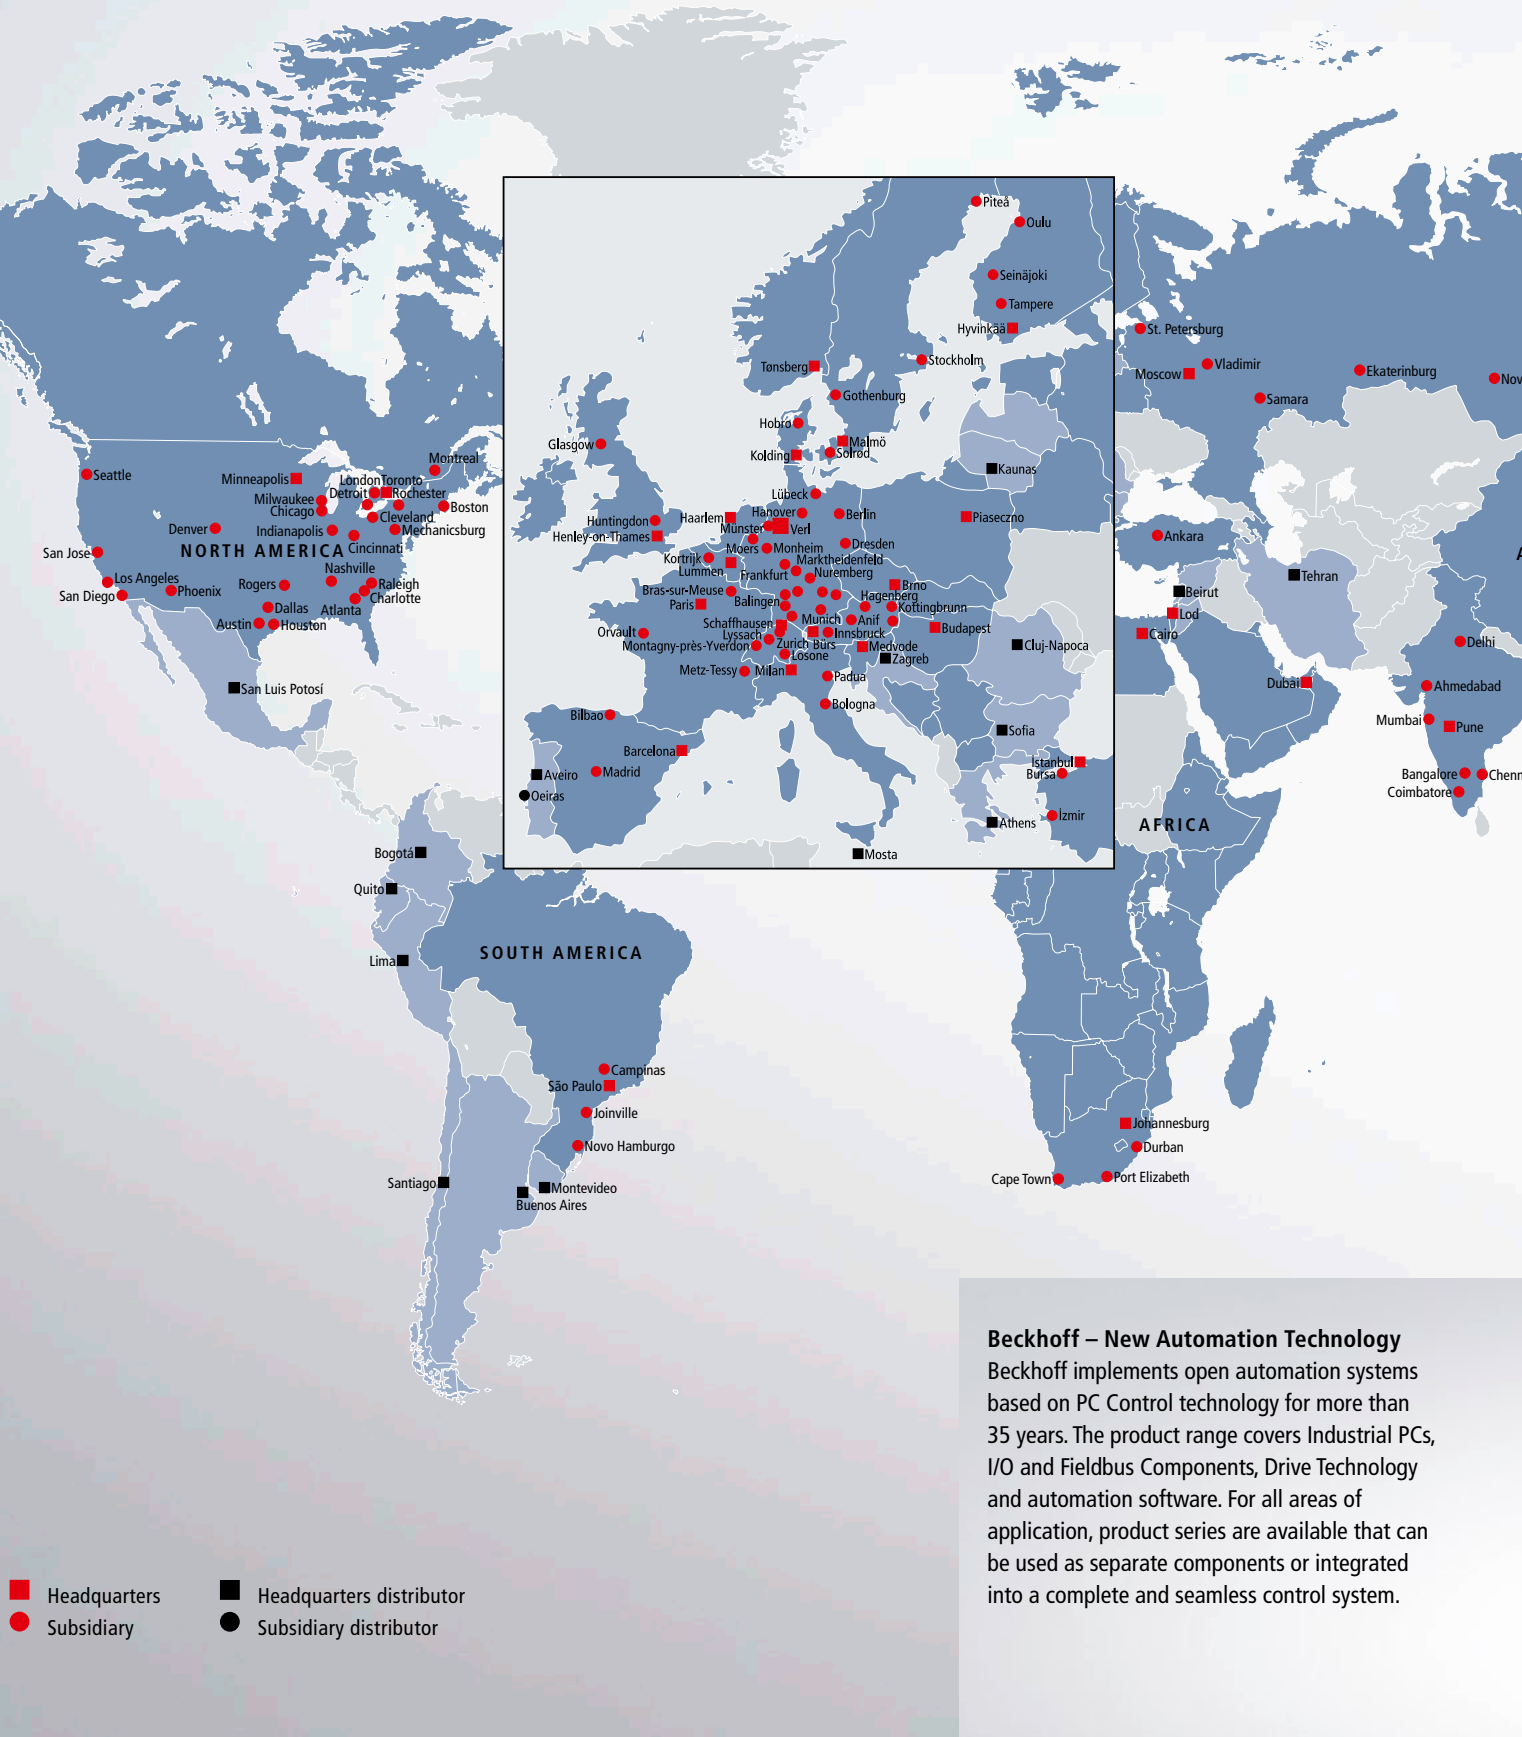 Piteå
Oulu
Seinäjoki
Tampere
Hyvinkää
St. Petersburg
Tønsberg
Stockholm
Vladimir
Moscow
Ekaterinburg
Nov
Gothenburg
Samara
Hobro
Glasgow
Malmö
Kolding
Solrød
Montreal
Kaunas
Seattle
Minneapolis
London
Toronto
Detroit
Rochester
Lübeck
Milwaukee
Chicago
Boston
Hanover
Berlin
Haarlem
Huntingdon
Münster
Verl
Piaseczno
Cleveland
Denver
Indianapolis
Mechanicsburg
Henley-on-Thames
Ankara
Dresden
Moers
Monheim
San Jose
NORTH AMERICA
Cincinnati
Kortrijk
Marktheidenfeld
Lummen
Frankfurt
Nuremberg
Tehran
Los Angeles
Phoenix
Nashville
Rogers
Raleigh
San Diego
Charlotte
Bras-sur-Meuse
Brno
Beirut
Paris
Balingen
Hagenberg
Kottingbrunn
Dallas
Atlanta
Lod
Austin
Houston
Schaffhausen
Munich
Anif
Budapest
Orvault
Lyssach
Innsbruck
Cairo
Montagny-près-Yverdon
Zurich
Bürs
Medvode
Cluj-Napoca
Delhi
Losone
Zagreb
Metz-Tessy
Milan
Padua
San Luis Potosí
Dubai
Ahmedabad
Bologna
Bilbao
Mumbai
Pune
Sofia
Barcelona
Istanbul
Bursa
Madrid
Aveiro
Bangalore
Chenn
Oeiras
Coimbatore
İzmir
Athens
AFRICA
Bogotá
Mosta
Quito
SOUTH AMERICA
Lima
Campinas
São Paulo
Joinville
Johannesburg
Novo Hamburgo
Durban
Cape Town
Port Elizabeth
Santiago
Montevideo
Buenos Aires
Beckhoff – New Automation Technology
Beckhoff implements open automation systems
based on PC Control technology for more than
35 years. The product range covers Industrial PCs,
I/O and Fieldbus Components, Drive Technology
and automation software. For all areas of
application, product series are available that can
be used as separate components or integrated
into a complete and seamless control system.
Headquarters
Headquarters distributor
Subsidiary
Subsidiary distributor